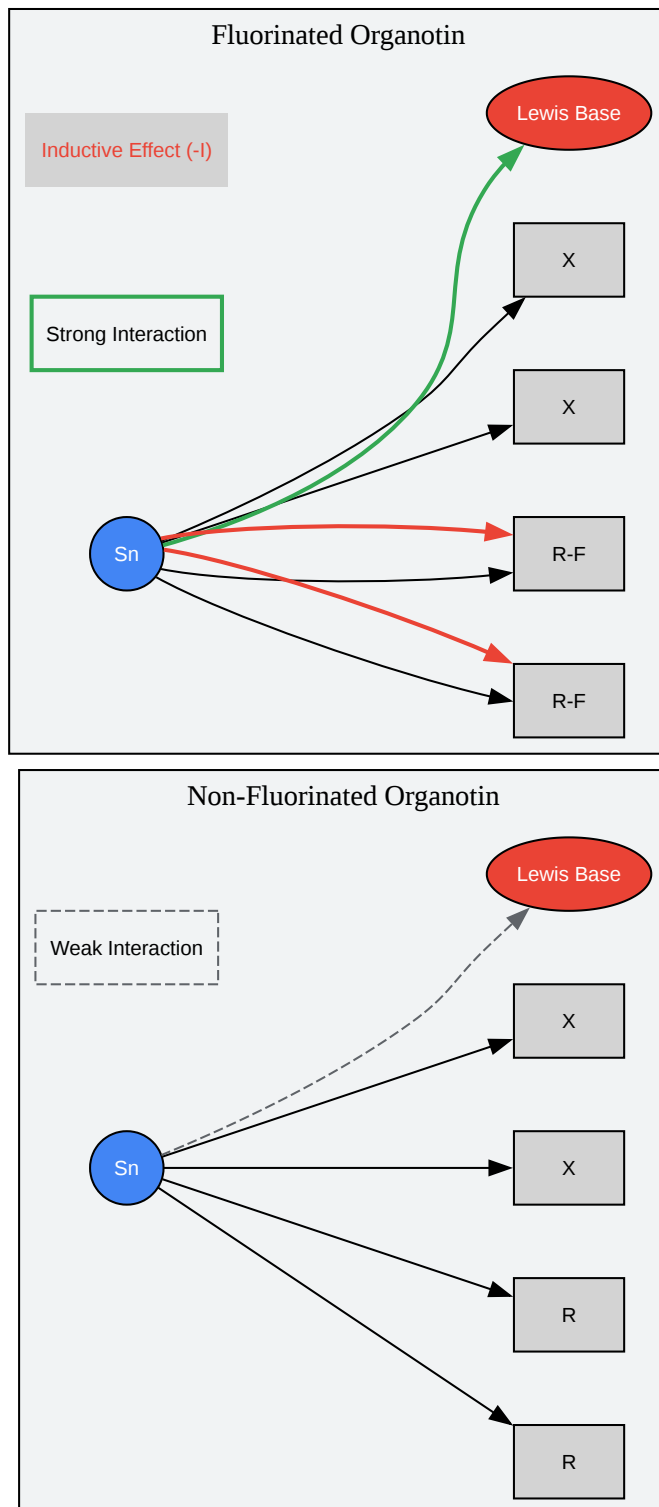 Fluorinated Organotin
Lewis Base
Inductive Effect (-I)
X
Strong Interaction
X
Sn
R-F
R-F
Non-Fluorinated Organotin
Lewis Base
Weak Interaction
X
X
Sn
R
R